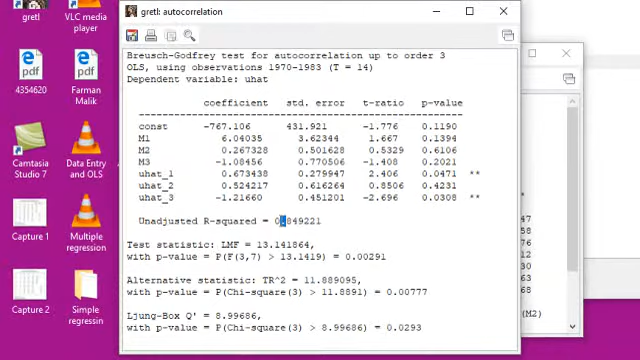 gretl
VLC media
player
4354620
Farman
Malik
Camtasia
Studio 7
Data Entry
and OLS
Capture 1
Multiple
regression
Capture 2
Simple
regressin
gretl: autocorrelation
Breusch-Godfrey test for autocorrelation up to order 3
OLS, using observations 1970-1983 (T = 14)
Dependent variable: uhat
coefficient std. error t-ratio p-value
const -767.106 431.921 -1.776 0.1190
M1 6.04035 3.62344 1.667 0.1394
M2 0.267328 0.501628 0.5329 0.6106
M3 -1.08456 0.770506 -1.408 0.2021
uhat_1 0.673438 0.279947 2.406 0.0471 **
uhat_2 0.524217 0.616264 0.8506 0.4231
uhat_3 -1.21660 0.451201 -2.696 0.0308 **
Unadjusted R-squared = 0.849221
Test statistic: LMF = 13.141864,
with p-value = P(F(3,7) > 13.1419) = 0.00291
Alternative statistic: TR^2 = 11.889095,
with p-value = P(Chi-square(3) > 11.8891) = 0.00777
Ljung-Box Q' = 8.99686,
with p-value = P(Chi-square(3) > 8.99686) = 0.0293
(M2)